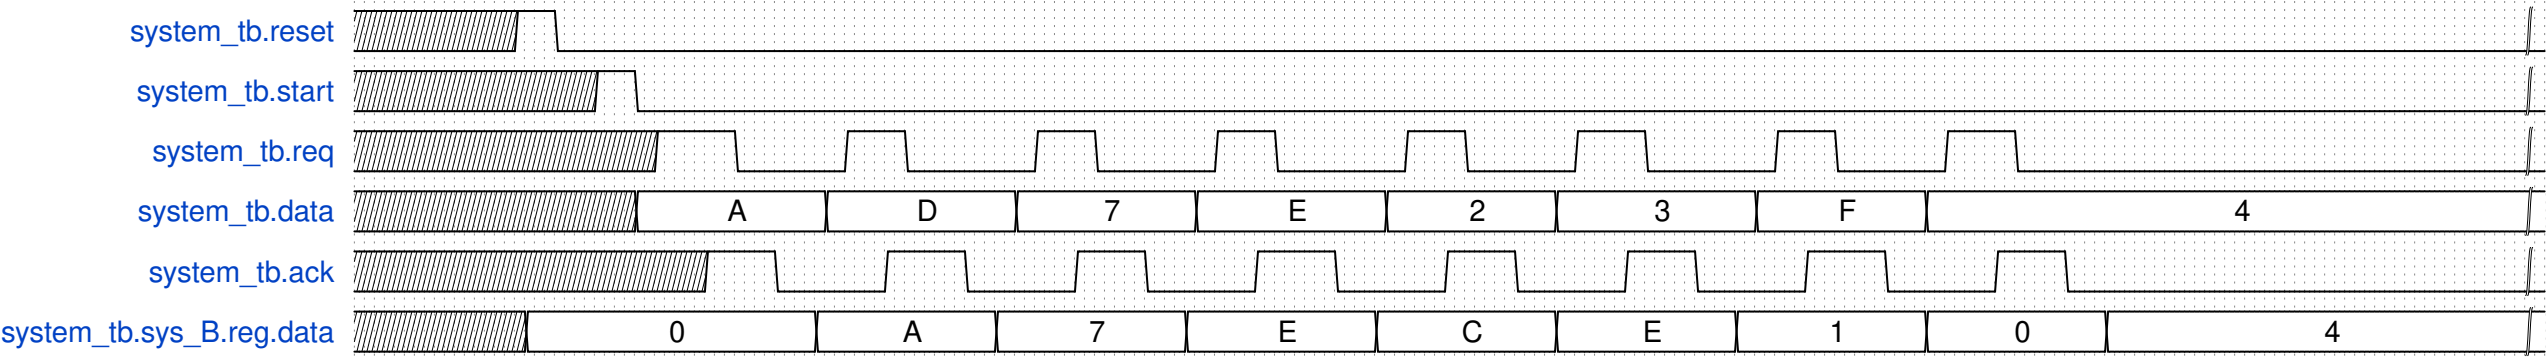 system_tb.reset
system_tb.start
system_tb.req
system_tb.data A D 7 E 2 3 F 4
system_tb.ack
system_tb.sys_B.reg.data 0 A 7 E C E 1 0 4